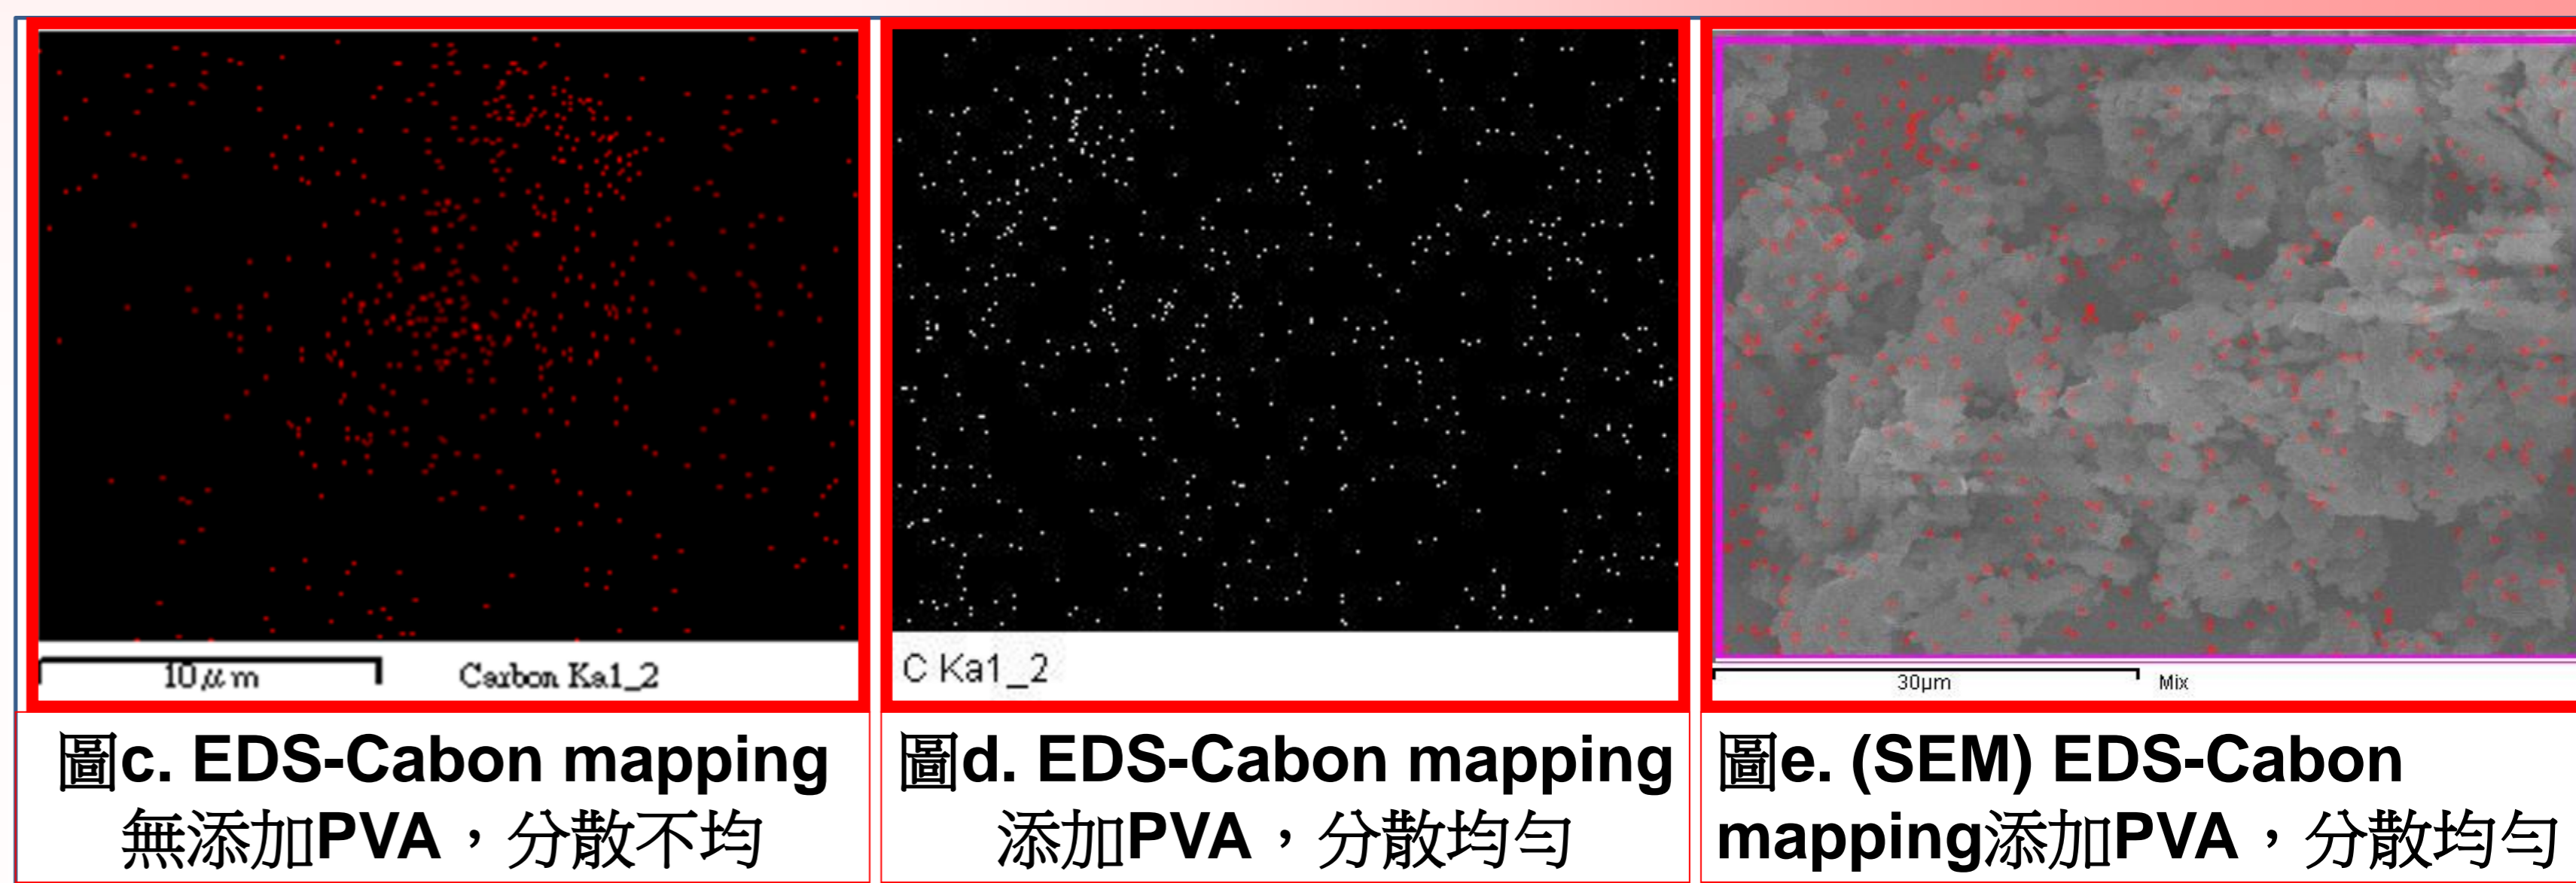 10μm Carbon Ka1_2
C Ka1_2
30μm Mix
圖c. EDS-Cabon mapping
無添加PVA，分散不均
圖d. EDS-Cabon mapping
添加PVA，分散均勻
圖e. (SEM) EDS-Cabon
mapping添加PVA，分散均勻